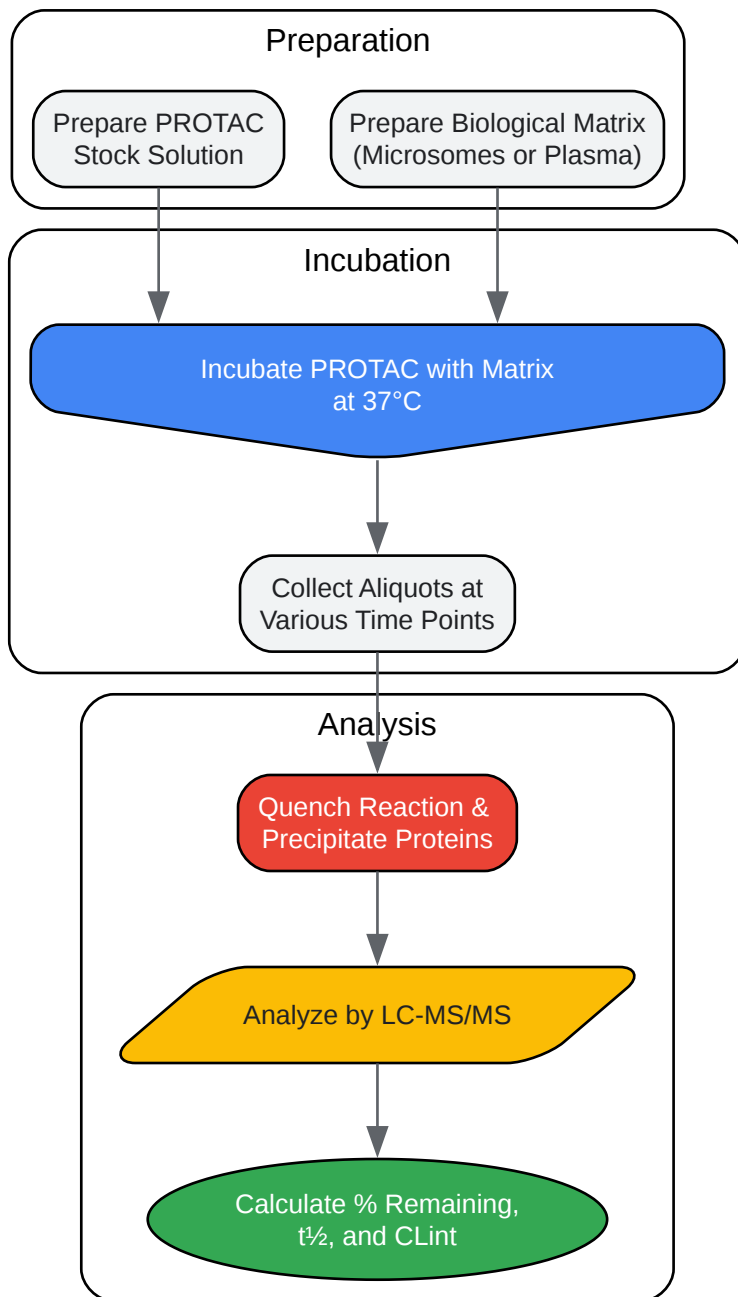 Preparation
Prepare PROTAC
Stock Solution
Prepare Biological Matrix
(Microsomes or Plasma)
Incubation
Incubate PROTAC with Matrix
at 37°C
Collect Aliquots at
Various Time Points
Analysis
Quench Reaction &
Precipitate Proteins
Analyze by LC-MS/MS
Calculate % Remaining,
t½, and CLint